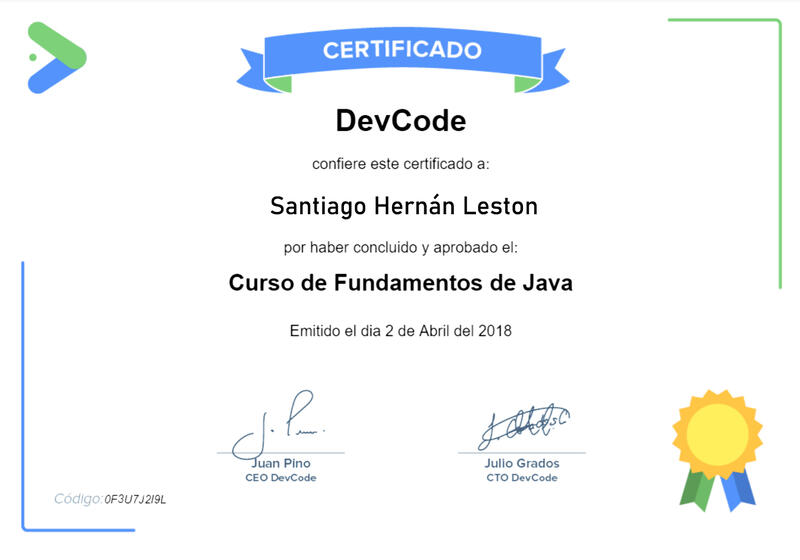 CERTIFICADO
DevCode
confiere este certificado a:
Santiago Hernán Leston
por haber concluido y aprobado el:
Curso de Fundamentos de Java
Emitido el dia 2 de Abril del 2018
J. P
Juan Pino
CEO DevCode
Julio Grados
CTO DevCode
Código: 0F3U7J2I9L